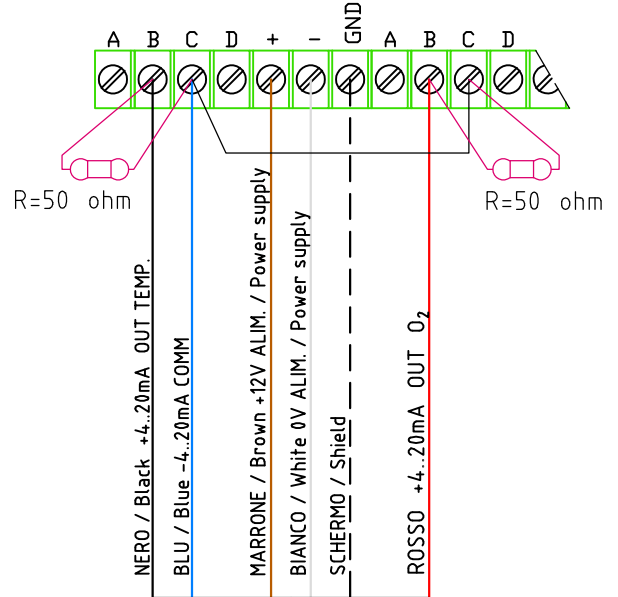 A B C D + - GND A B C D
R=50 ohm
R=50 ohm
NERO / Black +4..20mA OUT TEMP.
BLU / Blue -4..20mA COMM
MARRONE / Brown +12V ALIM. / Power supply
BIANCO / White 0V ALIM. / Power supply
SCHERMO / Shield
ROSSO +4..20mA OUT O₂